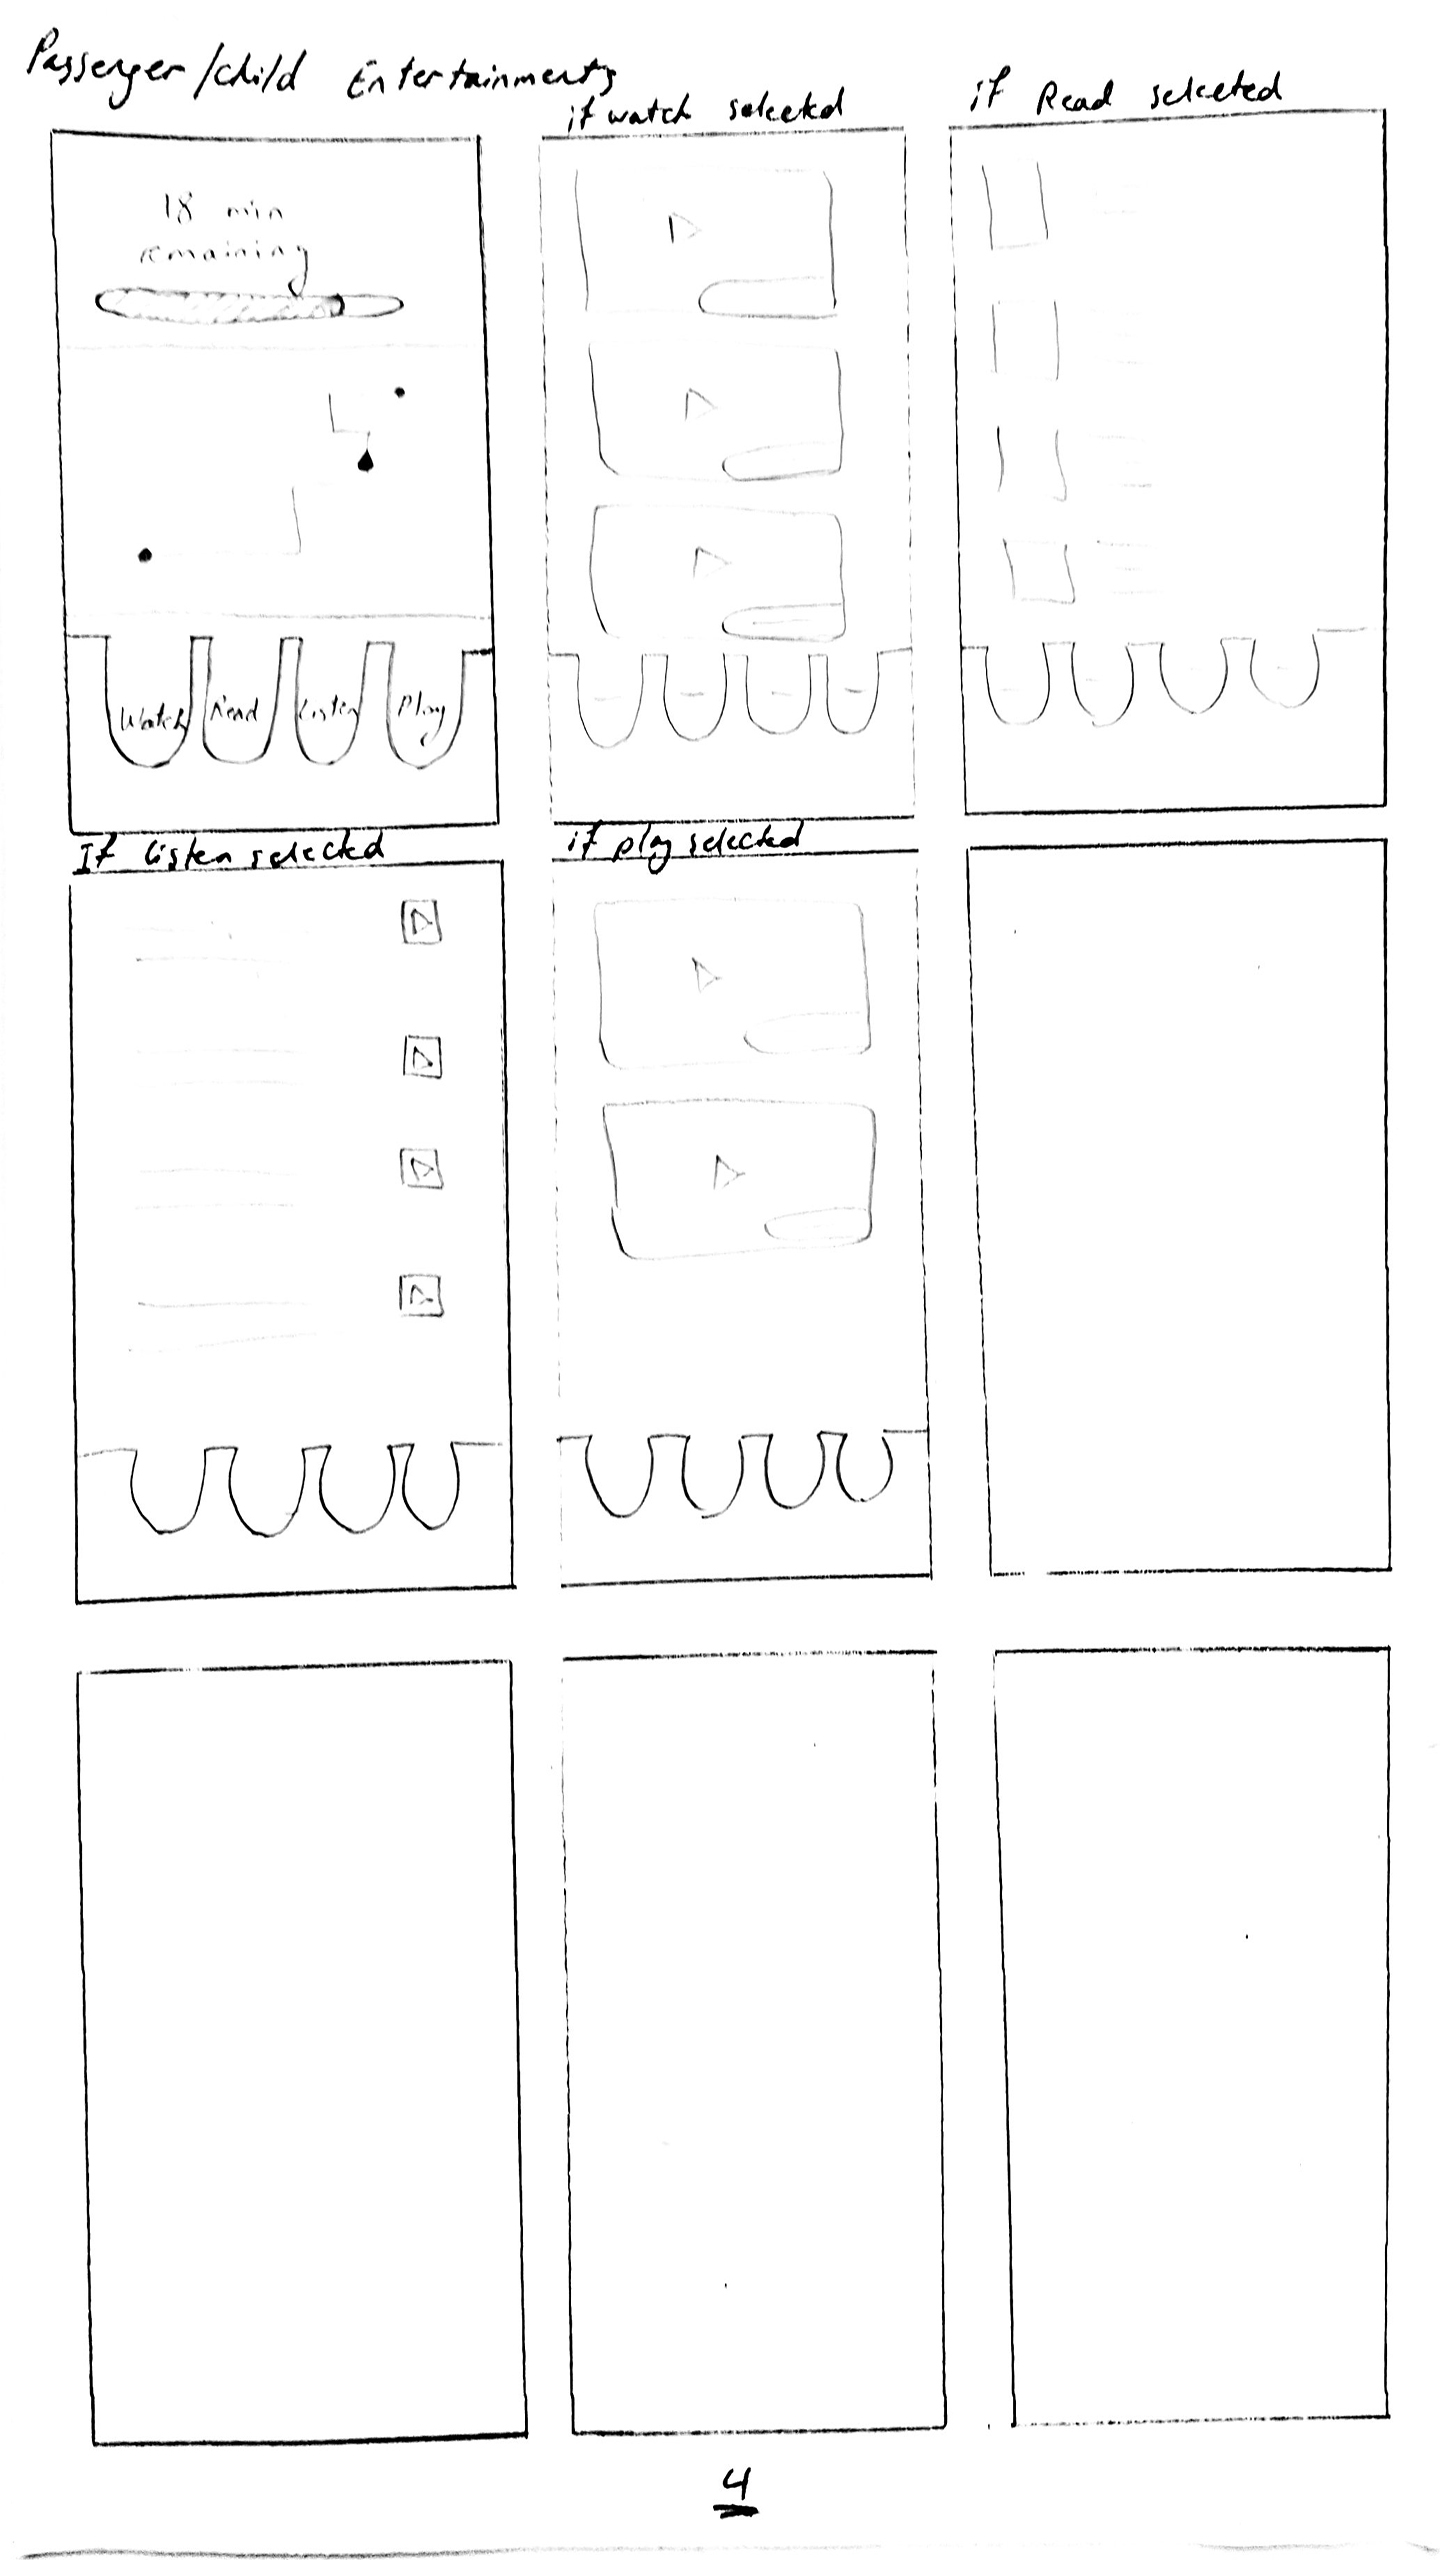 Passenger/child Entertainments
if watch selected
if Read selected
18 min
remaining
Watch Read Listen Play
If listen selected
if play selected
4